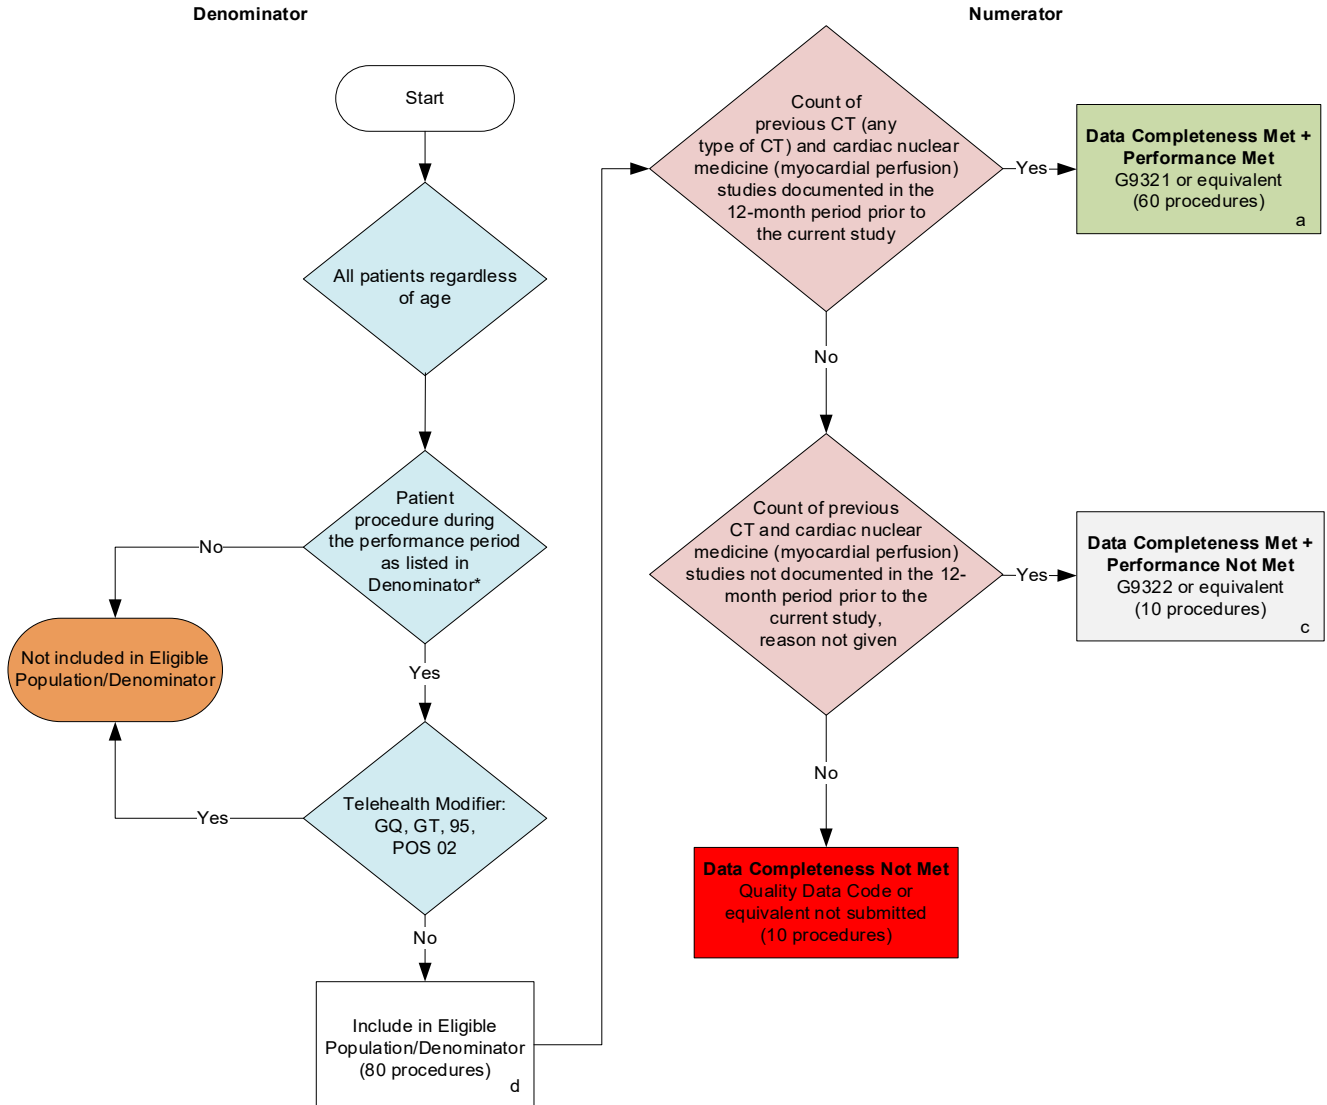 Denominator
Numerator
Start
All patients regardless
of age
Patient
procedure during
the performance period
as listed in
Denominator*
No
Not included in Eligible
Population/Denominator
Yes
Telehealth Modifier:
GQ, GT, 95,
POS 02
Yes
No
Include in Eligible
Population/Denominator
(80 procedures)
d
Count of
previous CT (any
type of CT) and cardiac nuclear
medicine (myocardial perfusion)
studies documented in the
12-month period prior to
the current study
Yes
Data Completeness Met +
Performance Met
G9321 or equivalent
(60 procedures)
a
No
Count of previous
CT and cardiac nuclear
medicine (myocardial perfusion)
studies not documented in the 12-
month period prior to the
current study,
reason not given
Yes
Data Completeness Met +
Performance Not Met
G9322 or equivalent
(10 procedures)
c
No
Data Completeness Not Met
Quality Data Code or
equivalent not submitted
(10 procedures)